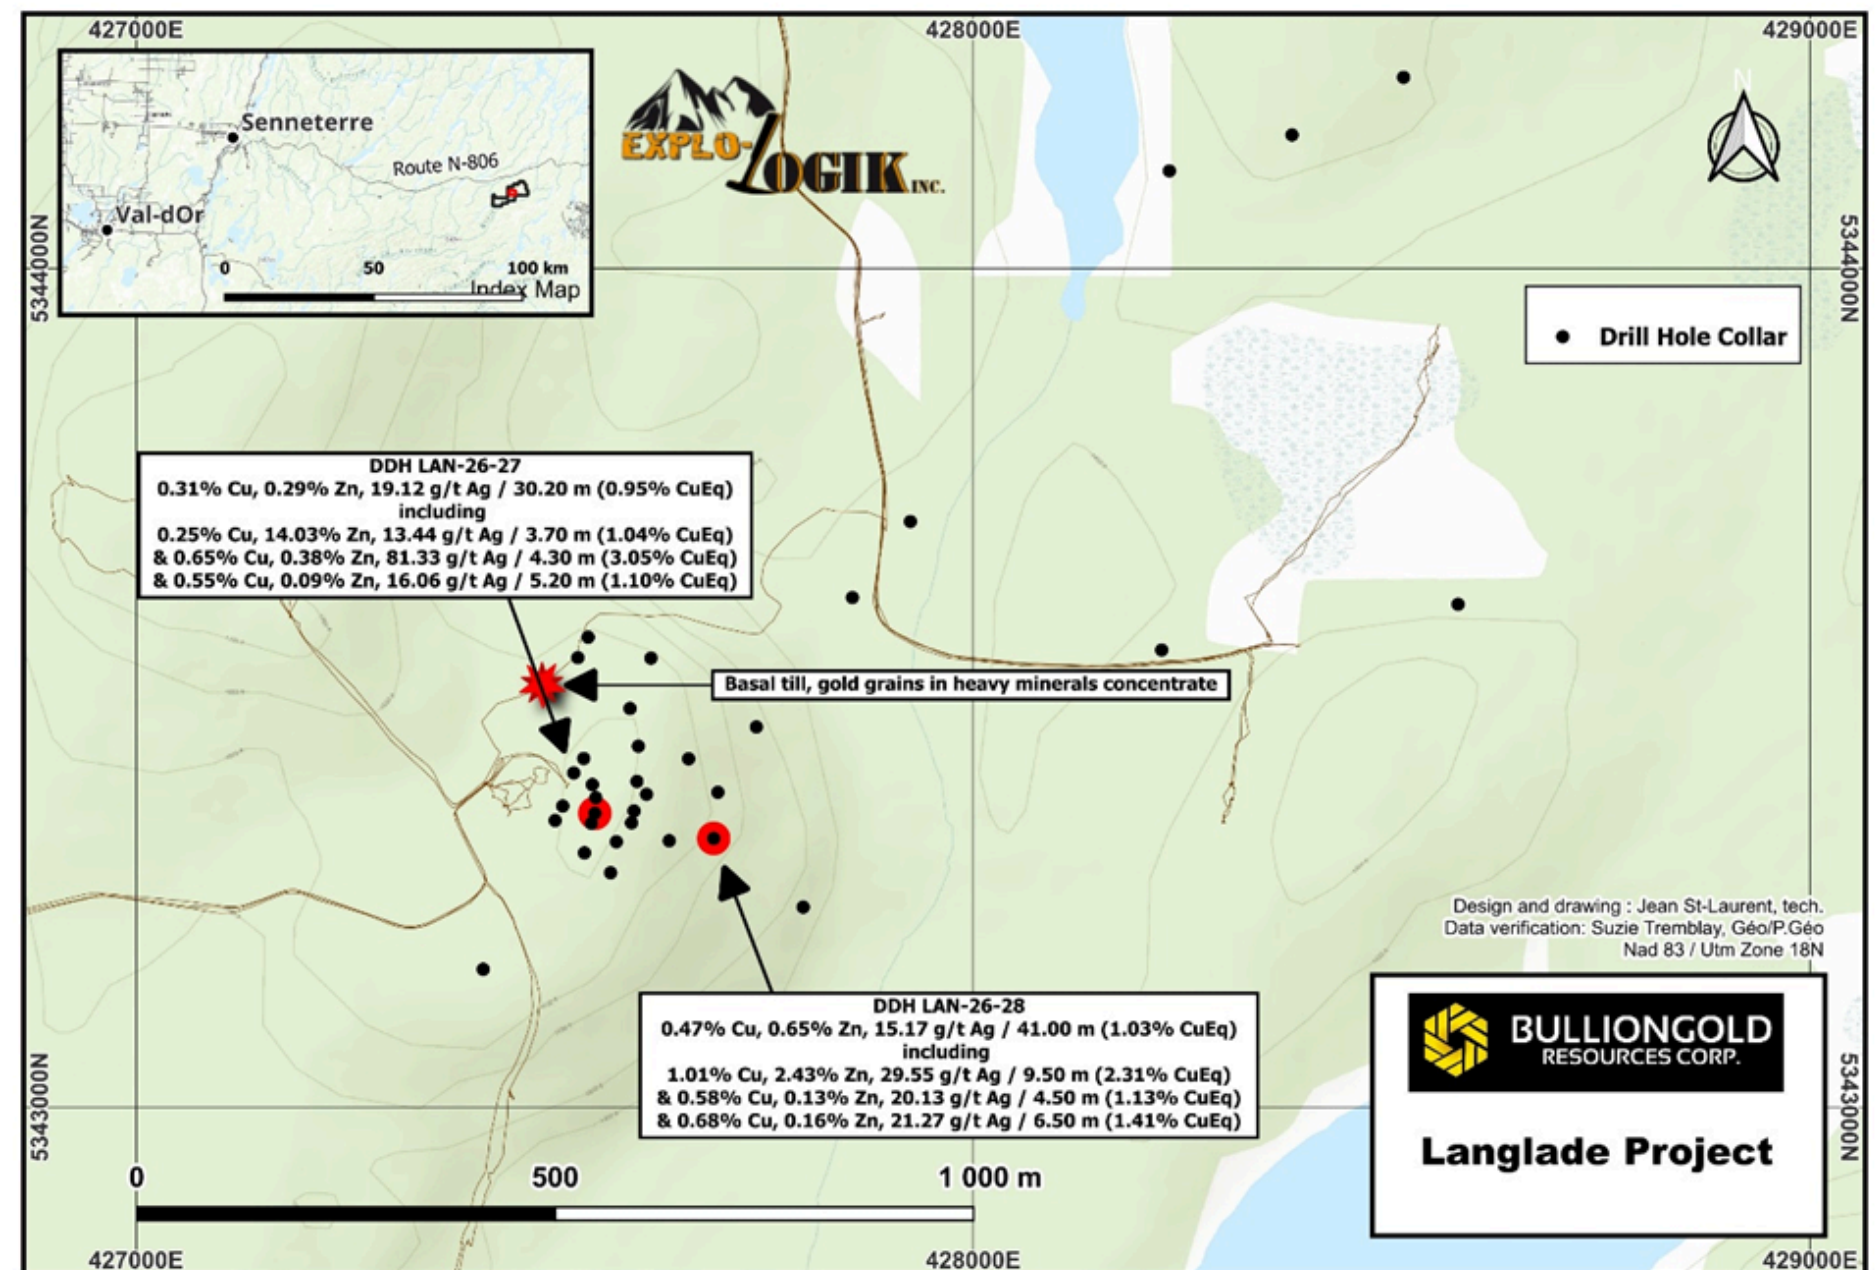 427000E
428000E
429000E
Senneterre
Route N-806
Val-dOr
0
50
100 km
Index Map
EXPLO-LOGIK INC.
N
5344000N
5344000N
Drill Hole Collar
DDH LAN-26-27
0.31% Cu, 0.29% Zn, 19.12 g/t Ag / 30.20 m (0.95% CuEq)
including
0.25% Cu, 14.03% Zn, 13.44 g/t Ag / 3.70 m (1.04% CuEq)
& 0.65% Cu, 0.38% Zn, 81.33 g/t Ag / 4.30 m (3.05% CuEq)
& 0.55% Cu, 0.09% Zn, 16.06 g/t Ag / 5.20 m (1.10% CuEq)
Basal till, gold grains in heavy minerals concentrate
Design and drawing : Jean St-Laurent, tech.
Data verification: Suzie Tremblay, Géo/P.Géo
Nad 83 / Utm Zone 18N
DDH LAN-26-28
0.47% Cu, 0.65% Zn, 15.17 g/t Ag / 41.00 m (1.03% CuEq)
including
1.01% Cu, 2.43% Zn, 29.55 g/t Ag / 9.50 m (2.31% CuEq)
& 0.58% Cu, 0.13% Zn, 20.13 g/t Ag / 4.50 m (1.13% CuEq)
& 0.68% Cu, 0.16% Zn, 21.27 g/t Ag / 6.50 m (1.41% CuEq)
BULLIONGOLD
RESOURCES CORP.
Langlade Project
5343000N
5343000N
0
500
1 000 m
427000E
428000E
429000E